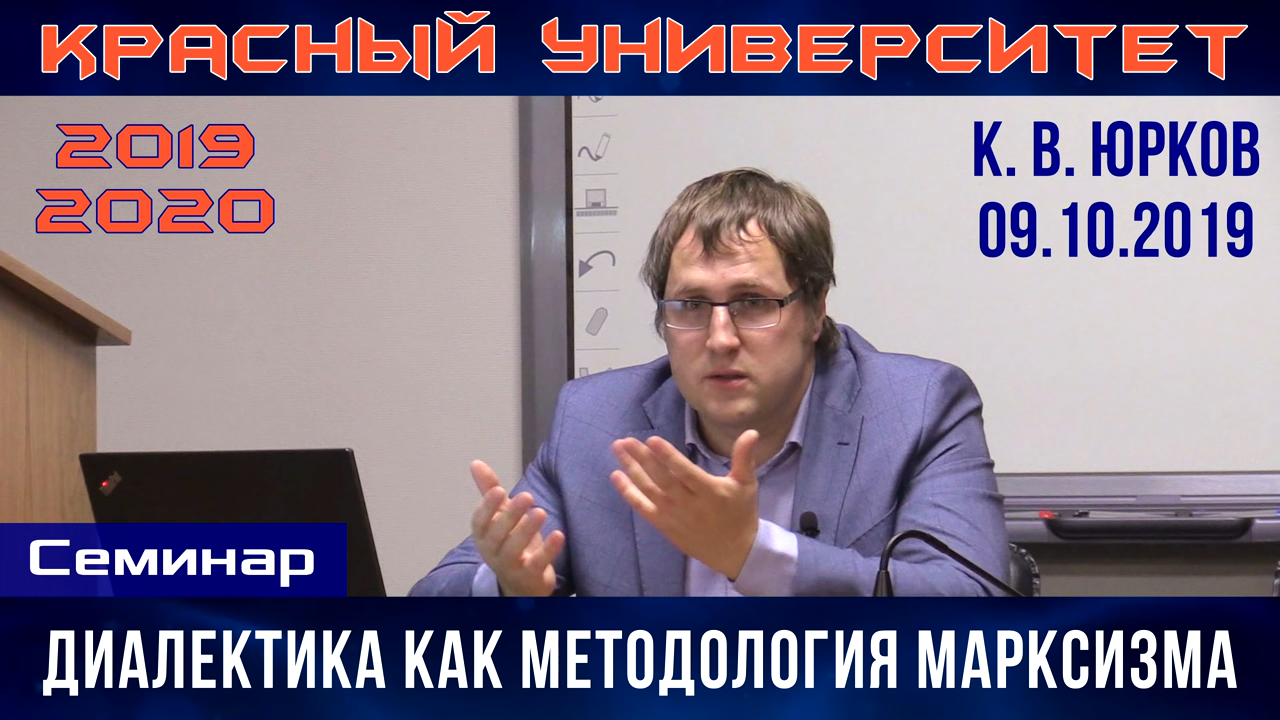 КРАСНЫЙ УНИВЕРСИТЕТ
2019
2020
К. В. ЮРКОВ
09.10.2019
Семинар
ДИАЛЕКТИКА КАК МЕТОДОЛОГИЯ МАРКСИЗМА